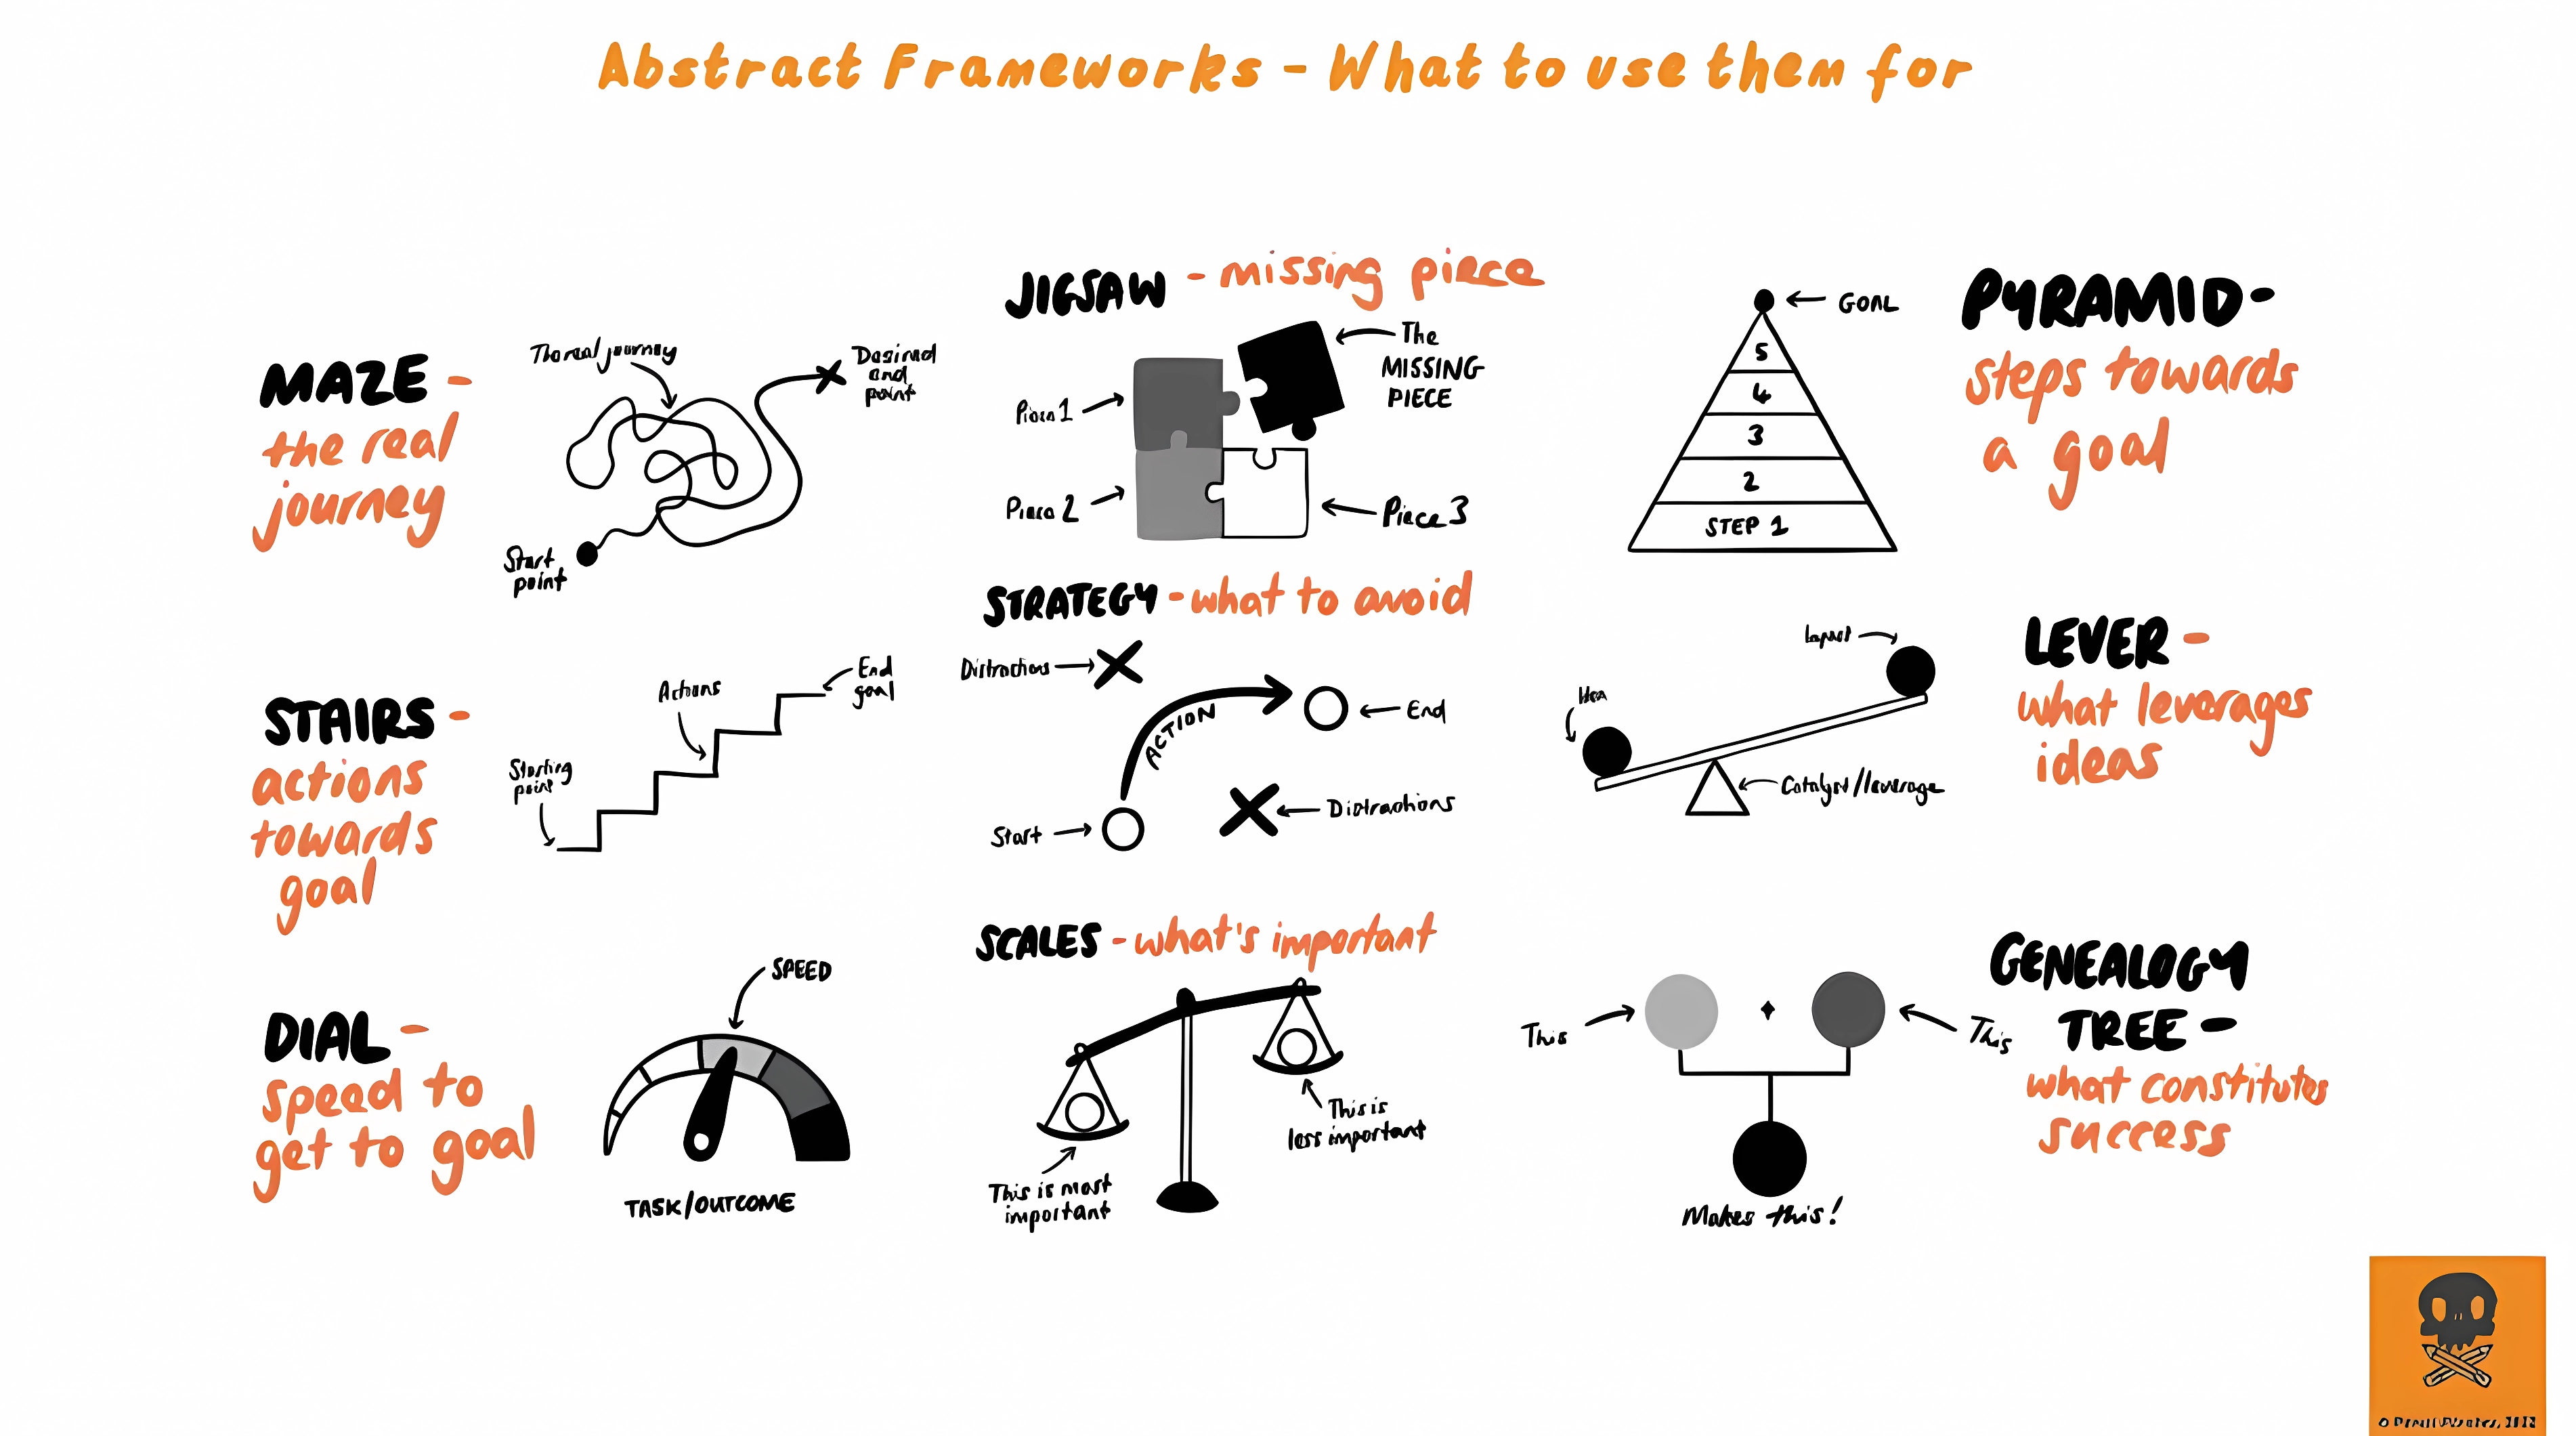 Abstract Frameworks - What to use them for
MAZE -
the real
journey
The real journey
Desired
end
point
Start
point
JIGSAW - missing piece
The
MISSING
PIECE
Piece 1
Piece 2
Piece 3
PYRAMID-
steps towards
a goal
GOAL
5
4
3
2
STEP 1
STAIRS -
actions
towards
goal
Starting
point
Actions
End
goal
STRATEGY - what to avoid
Distractions
ACTION
End
Start
Distractions
LEVER -
what leverages
ideas
Impact
Catalyst/leverage
DIAL -
speed to
get to goal
SPEED
TASK/OUTCOME
SCALES - what's important
This is
less important
This is most
important
GENEALOGY
TREE -
what constitutes
success
This
This
Makes this!